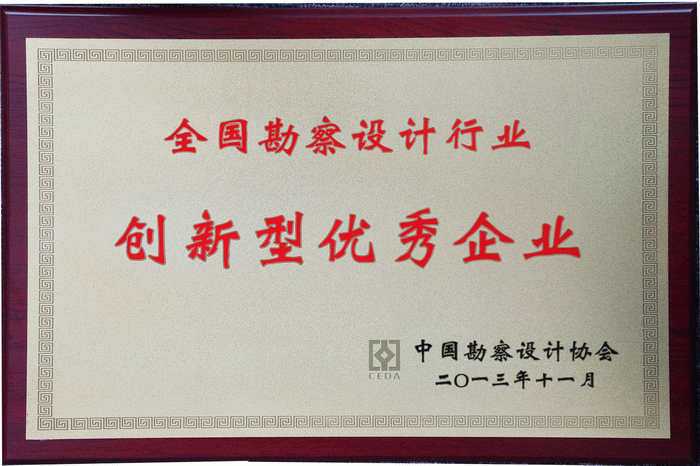 全国勘察设计行业
创新型优秀企业
中国勘察设计协会
CEDA
二〇一三年十一月